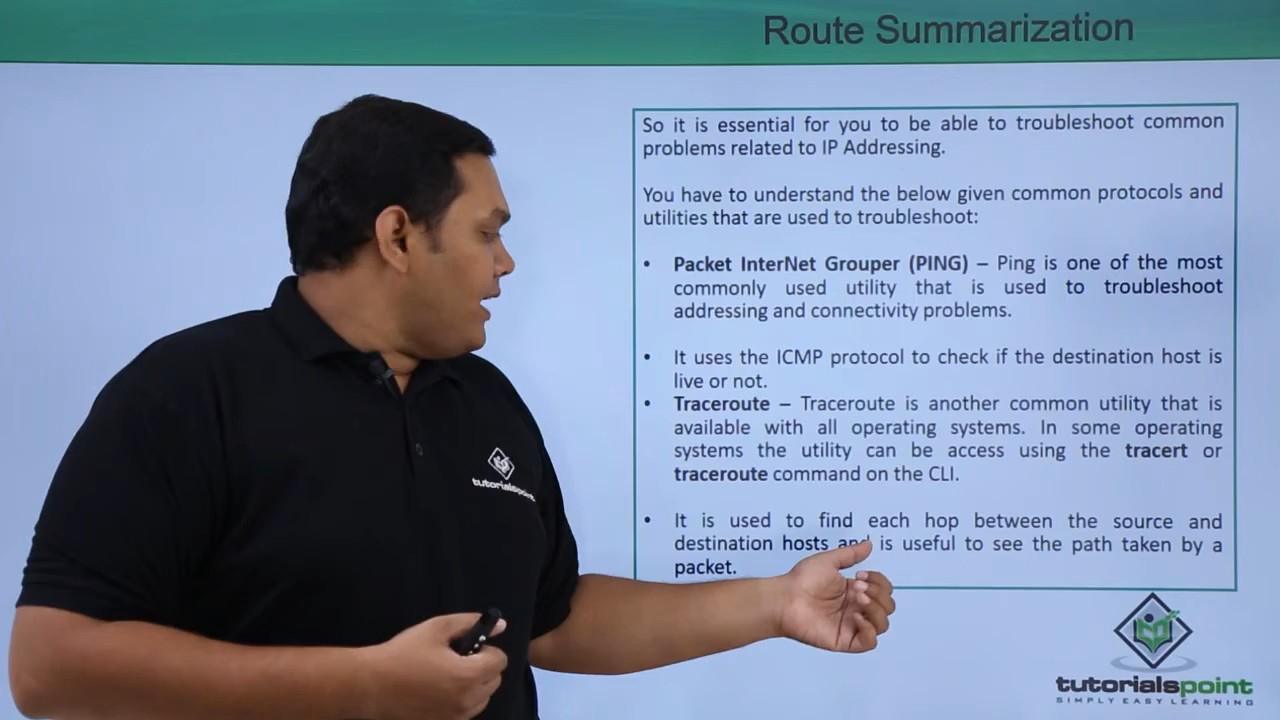 Route Summarization
So it is essential for you to be able to troubleshoot common
problems related to IP Addressing.
You have to understand the below given common protocols and
utilities that are used to troubleshoot:
• Packet InterNet Grouper (PING) – Ping is one of the most
commonly used utility that is used to troubleshoot
addressing and connectivity problems.
• It uses the ICMP protocol to check if the destination host is
live or not.
• Traceroute – Traceroute is another common utility that is
available with all operating systems. In some operating
systems the utility can be access using the tracert or
traceroute command on the CLI.
• It is used to find each hop between the source and
destination hosts and is useful to see the path taken by a
packet.
tutorialspoint
tutorialspoint
SIMPLY EASY LEARNING